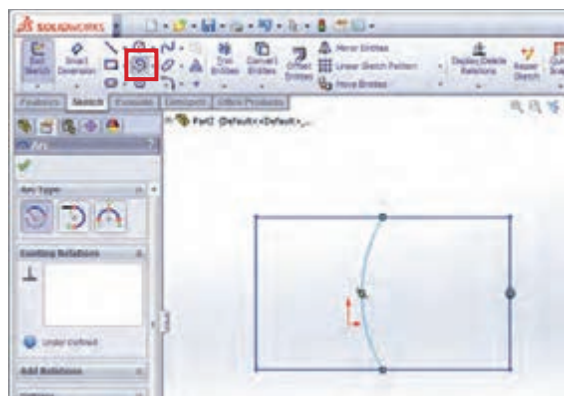 SOLIDWORKS
Exit Sketch
Smart Dimension
Trim Entities
Convert Entities
Offset Entities
Mirror Entities
Linear Sketch Pattern
Move Entities
Display/Delete Relations
Repair Sketch
Features Sketch Evaluate DimXpert Office Products
Part2 (Default<<Default>_...
Arc ?
Arc Type
Existing Relations
Under Defined
Add Relations